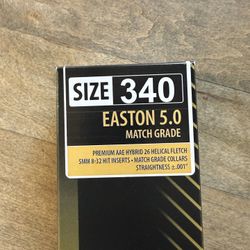 SIZE 340
EASTON 5.0
MATCH GRADE
PREMIUM AAE HYBRID 26 HELICAL FLETCH
5MM 8-32 HIT INSERTS • MATCH GRADE COLLARS
STRAIGHTNESS ±.001"